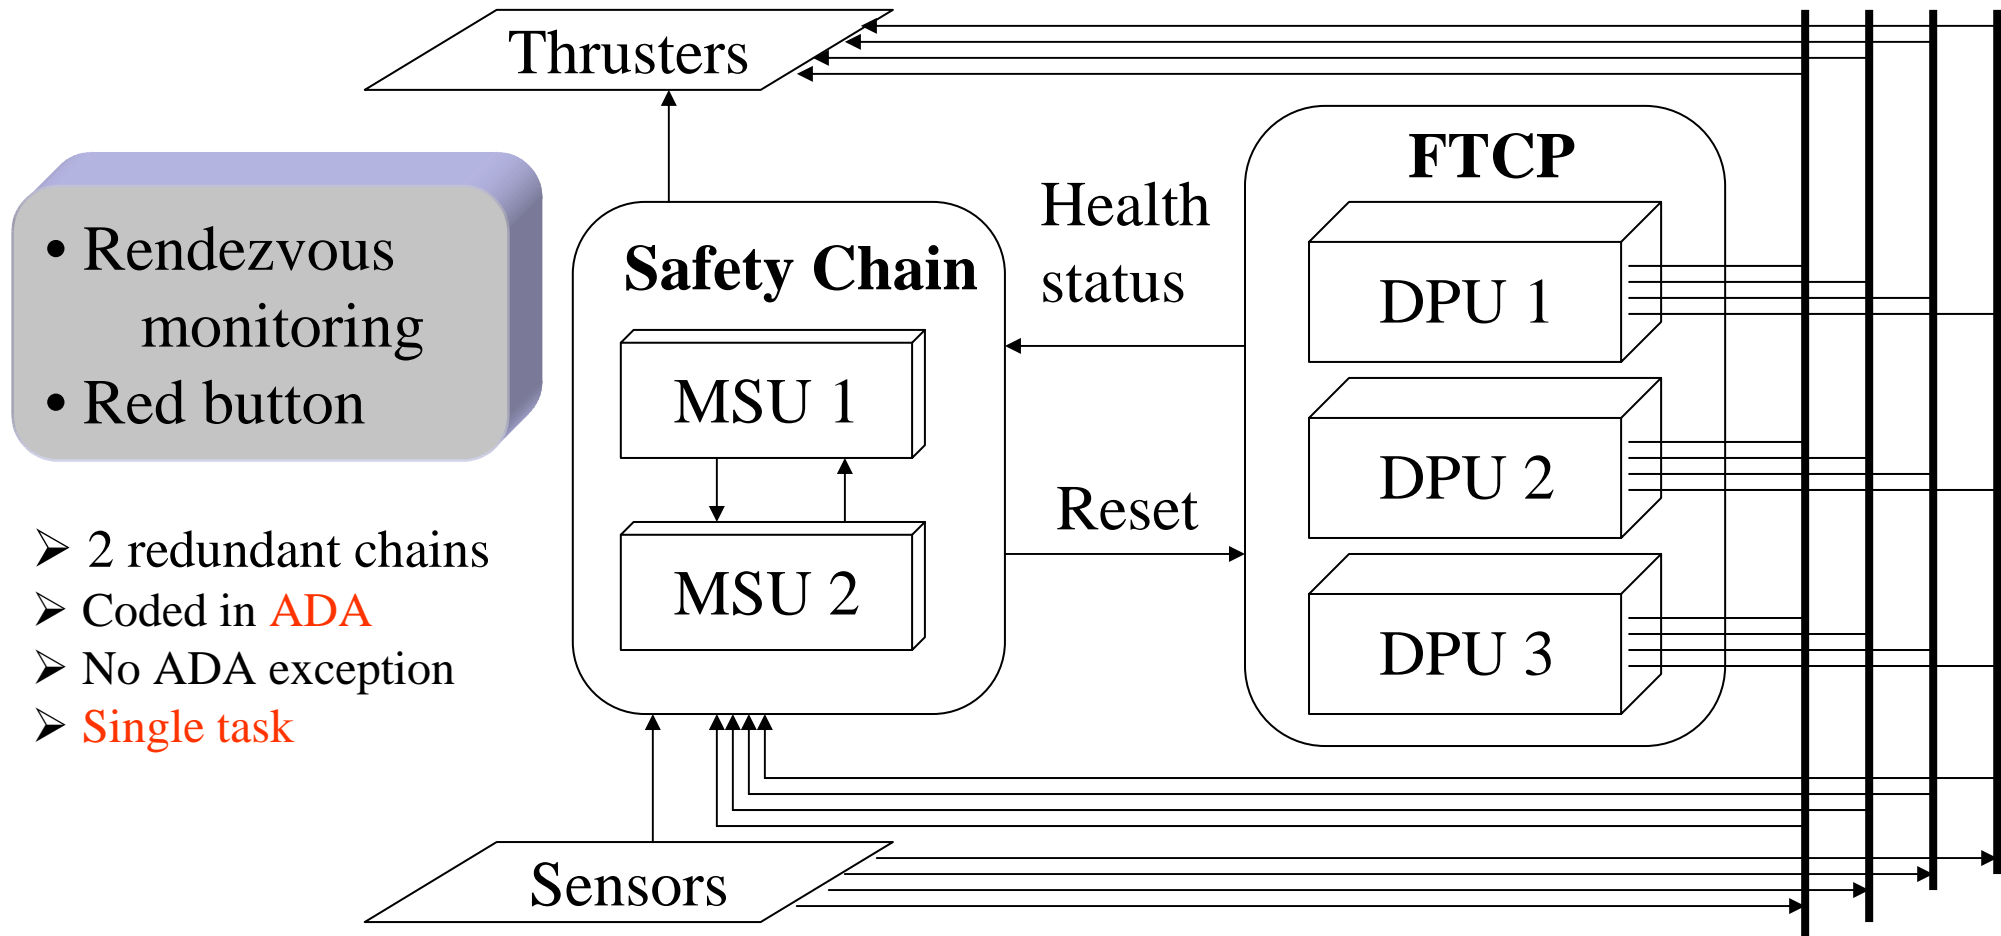 Thrusters
• Rendezvous
monitoring
• Red button
➢ 2 redundant chains
➢ Coded in ADA
➢ No ADA exception
➢ Single task
Safety Chain
MSU 1
MSU 2
Health
status
Reset
FTCP
DPU 1
DPU 2
DPU 3
Sensors